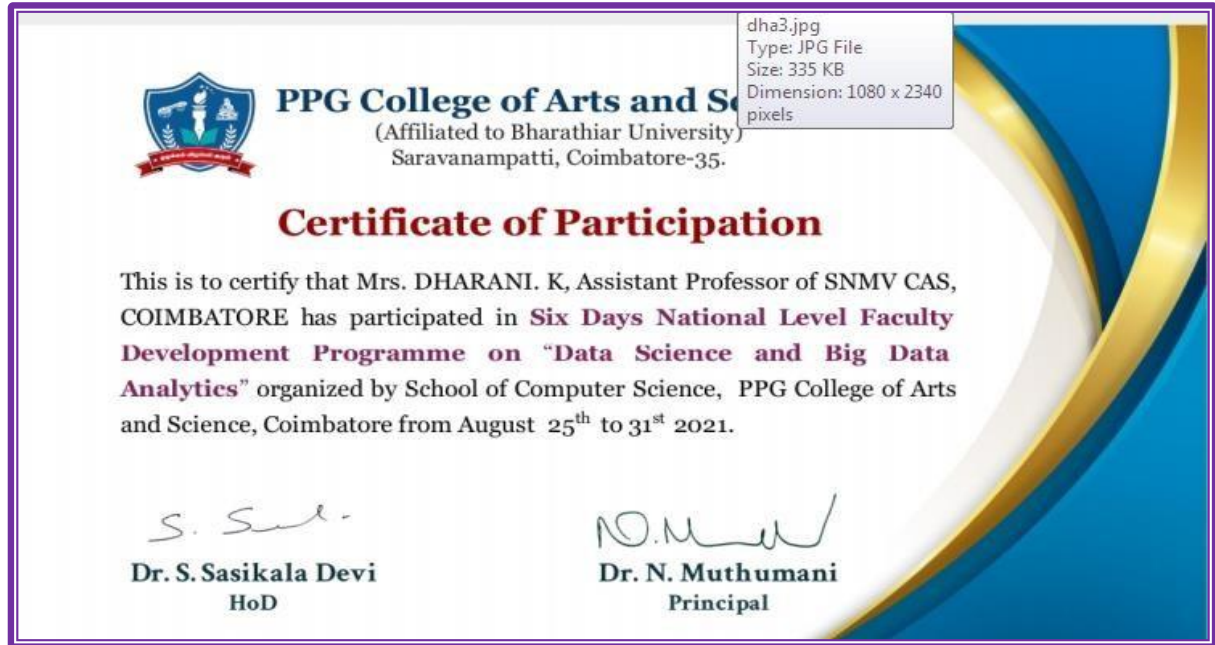 dha3.jpg
Type: JPG File
Size: 335 KB
Dimension: 1080 x 2340
pixels
PPG College of Arts and
(Affiliated to Bharathiar University)
Saravanampatti, Coimbatore-35.
Certificate of Participation
This is to certify that Mrs. DHARANI. K, Assistant Professor of SNMV CAS,
COIMBATORE has participated in Six Days National Level Faculty
Development Programme on “Data Science and Big Data
Analytics” organized by School of Computer Science, PPG College of Arts
and Science, Coimbatore from August 25th to 31st 2021.
Dr. S. Sasikala Devi
HoD
Dr. N. Muthumani
Principal